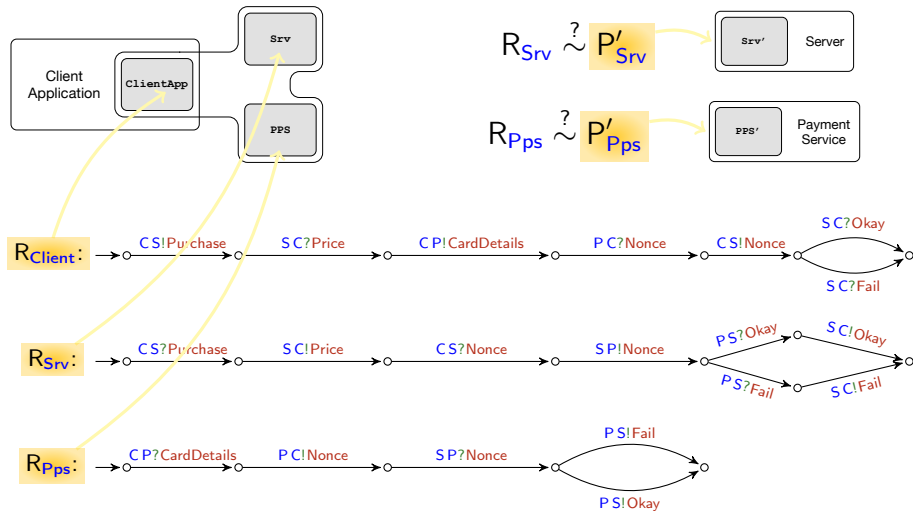 Client
Application
ClientApp
Srv
PPS
R_Srv ?~ P′_Srv
Srv'
Server
R_Pps ?~ P′_Pps
PPS'
Payment
Service
R_Client:
C S!Purchase
S C?Price
C P!CardDetails
P C?Nonce
C S!Nonce
S C?Okay
S C?Fail
R_Srv:
C S?Purchase
S C!Price
C S?Nonce
S P!Nonce
P S?Okay
S C!Okay
P S?Fail
S C!Fail
R_Pps:
C P?CardDetails
P C!Nonce
S P?Nonce
P S!Fail
P S!Okay